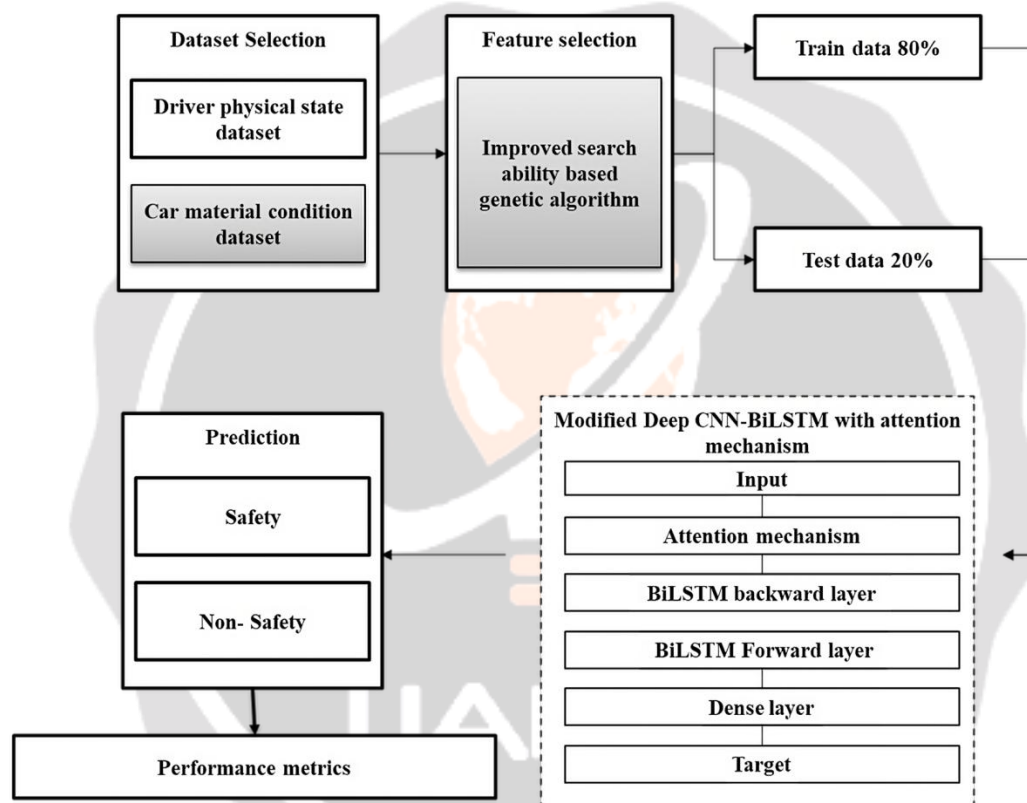 Dataset Selection
Driver physical state
dataset
Car material condition
dataset
Feature selection
Improved search
ability based
genetic algorithm
Train data 80%
Test data 20%
Modified Deep CNN-BiLSTM with attention
mechanism
Input
Attention mechanism
BiLSTM backward layer
BiLSTM Forward layer
Dense layer
Target
Prediction
Safety
Non- Safety
Performance metrics